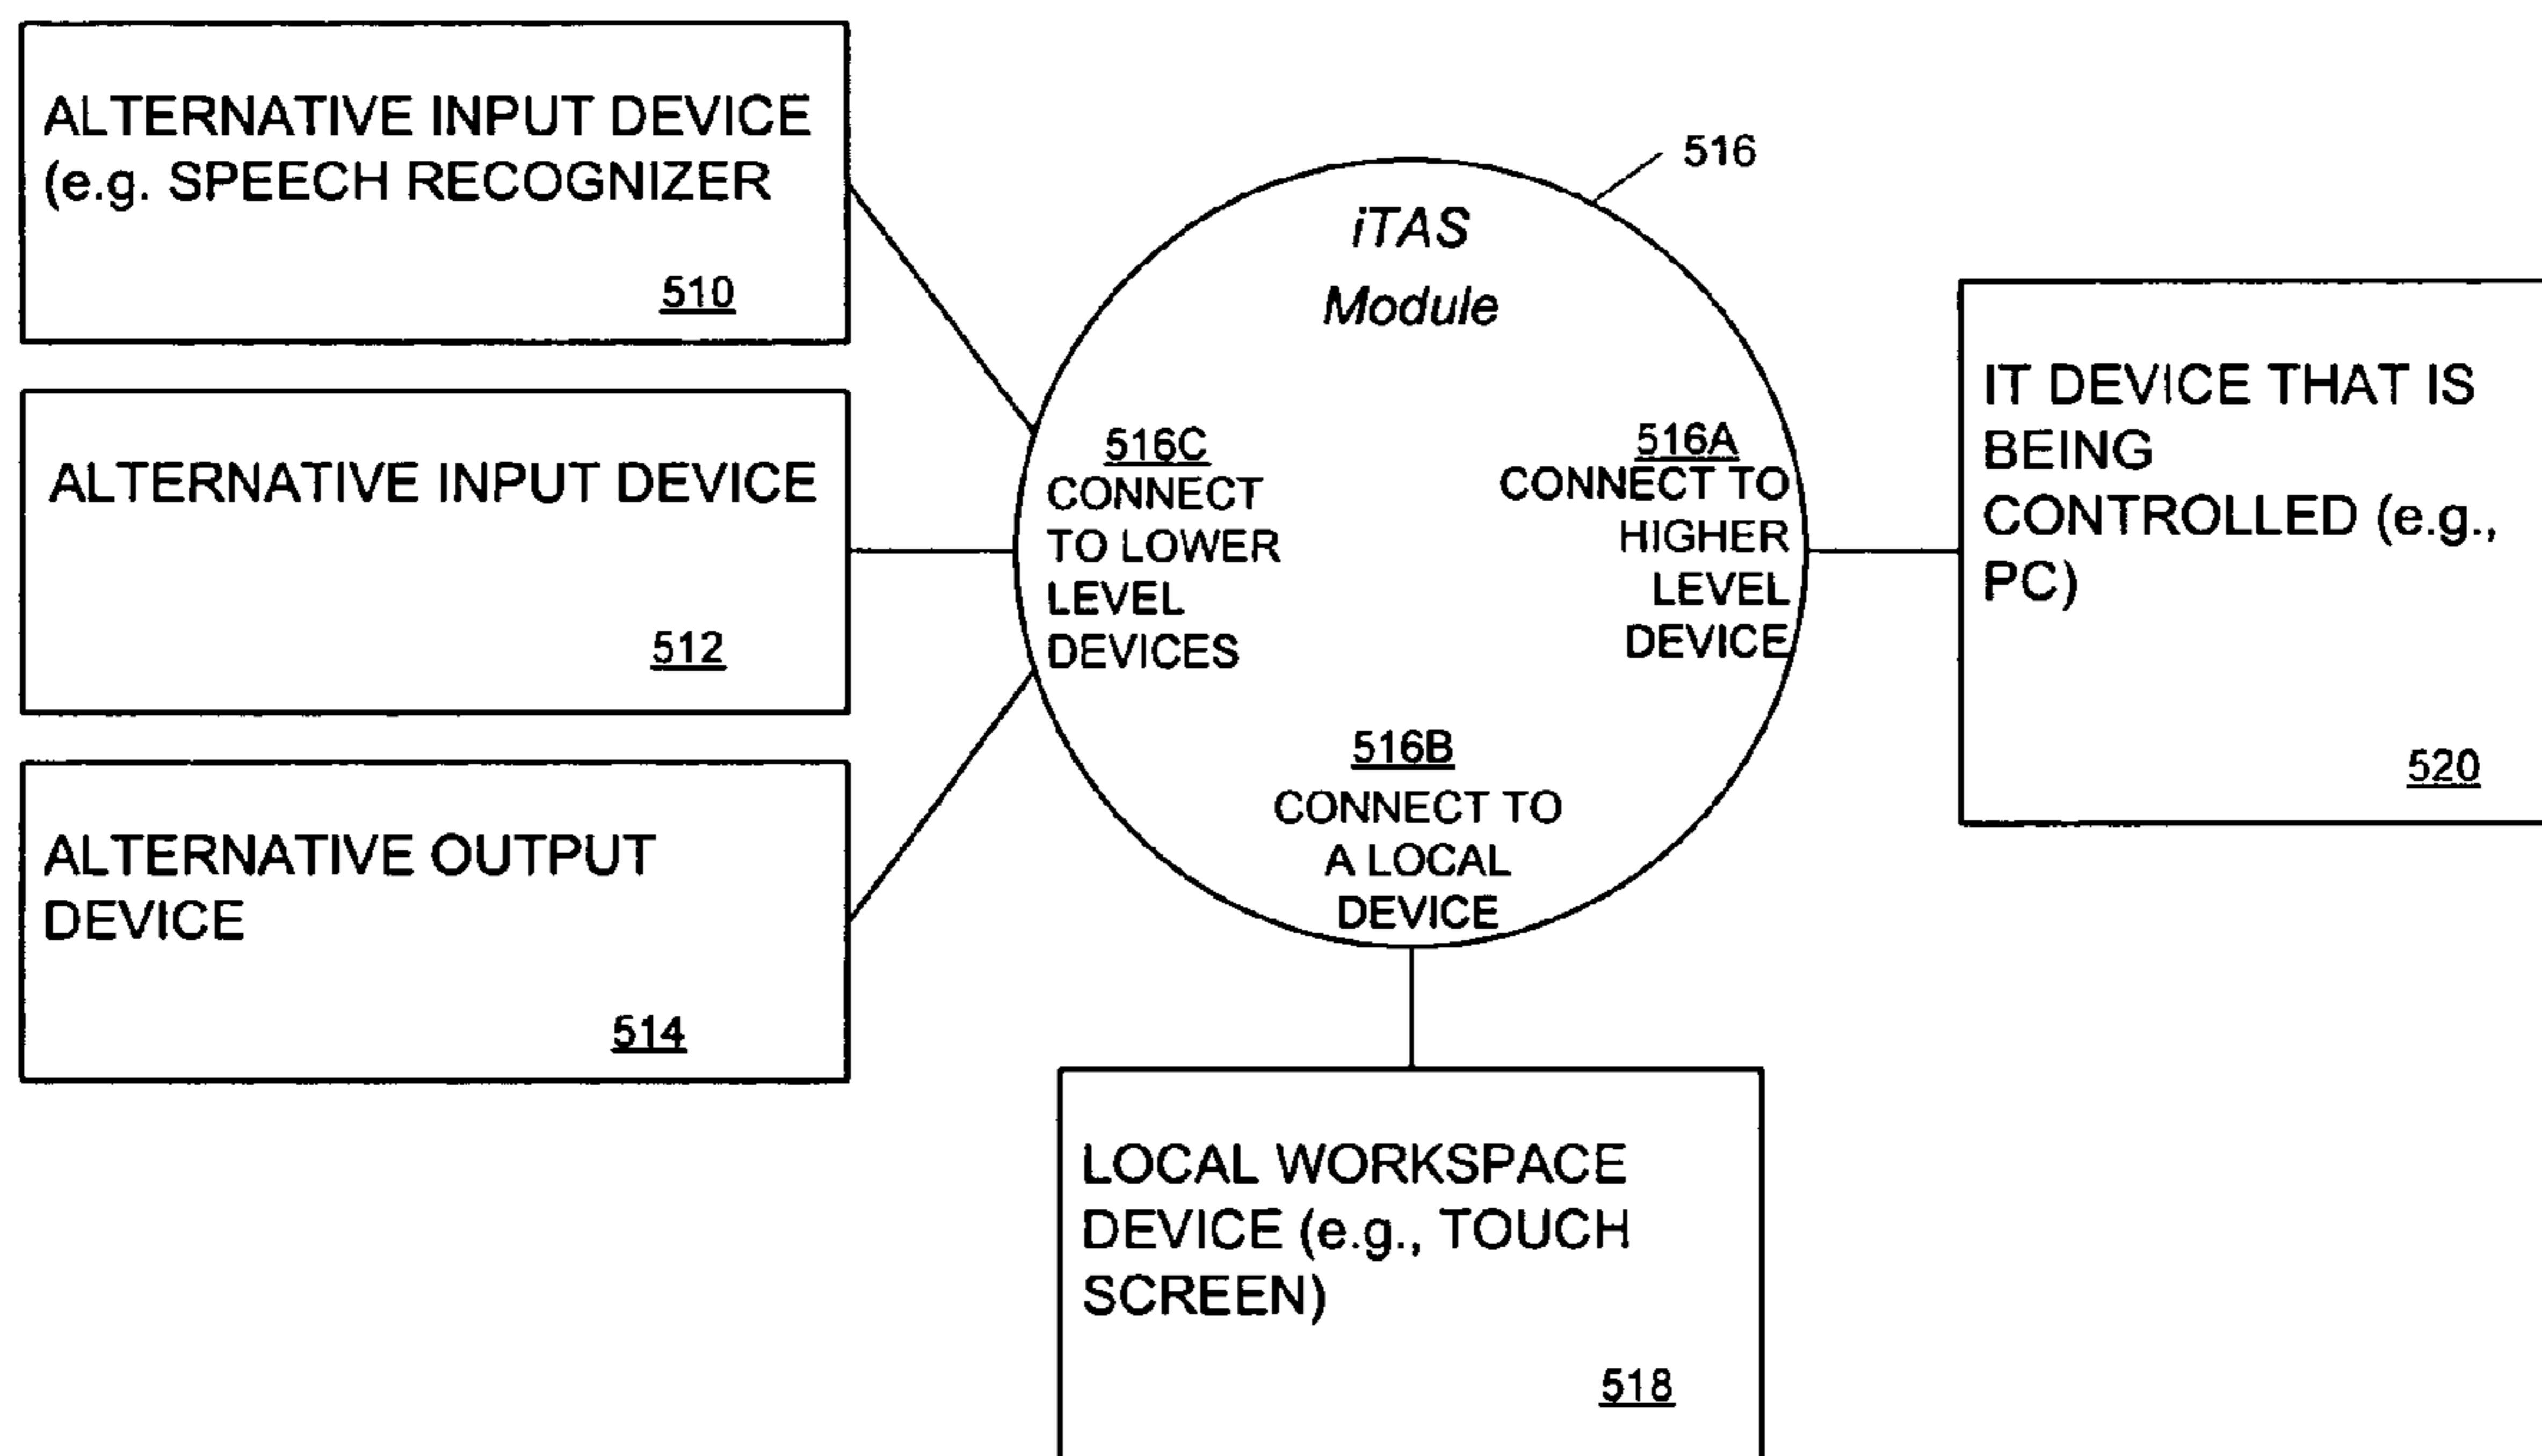 ALTERNATIVE INPUT DEVICE
(e.g. SPEECH RECOGNIZER
510
ALTERNATIVE INPUT DEVICE
512
ALTERNATIVE OUTPUT
DEVICE
514
516
iTAS
Module
516C
CONNECT
TO LOWER
LEVEL
DEVICES
516A
CONNECT TO
HIGHER
LEVEL
DEVICE
516B
CONNECT TO
A LOCAL
DEVICE
IT DEVICE THAT IS
BEING
CONTROLLED (e.g.,
PC)
520
LOCAL WORKSPACE
DEVICE (e.g., TOUCH
SCREEN)
518